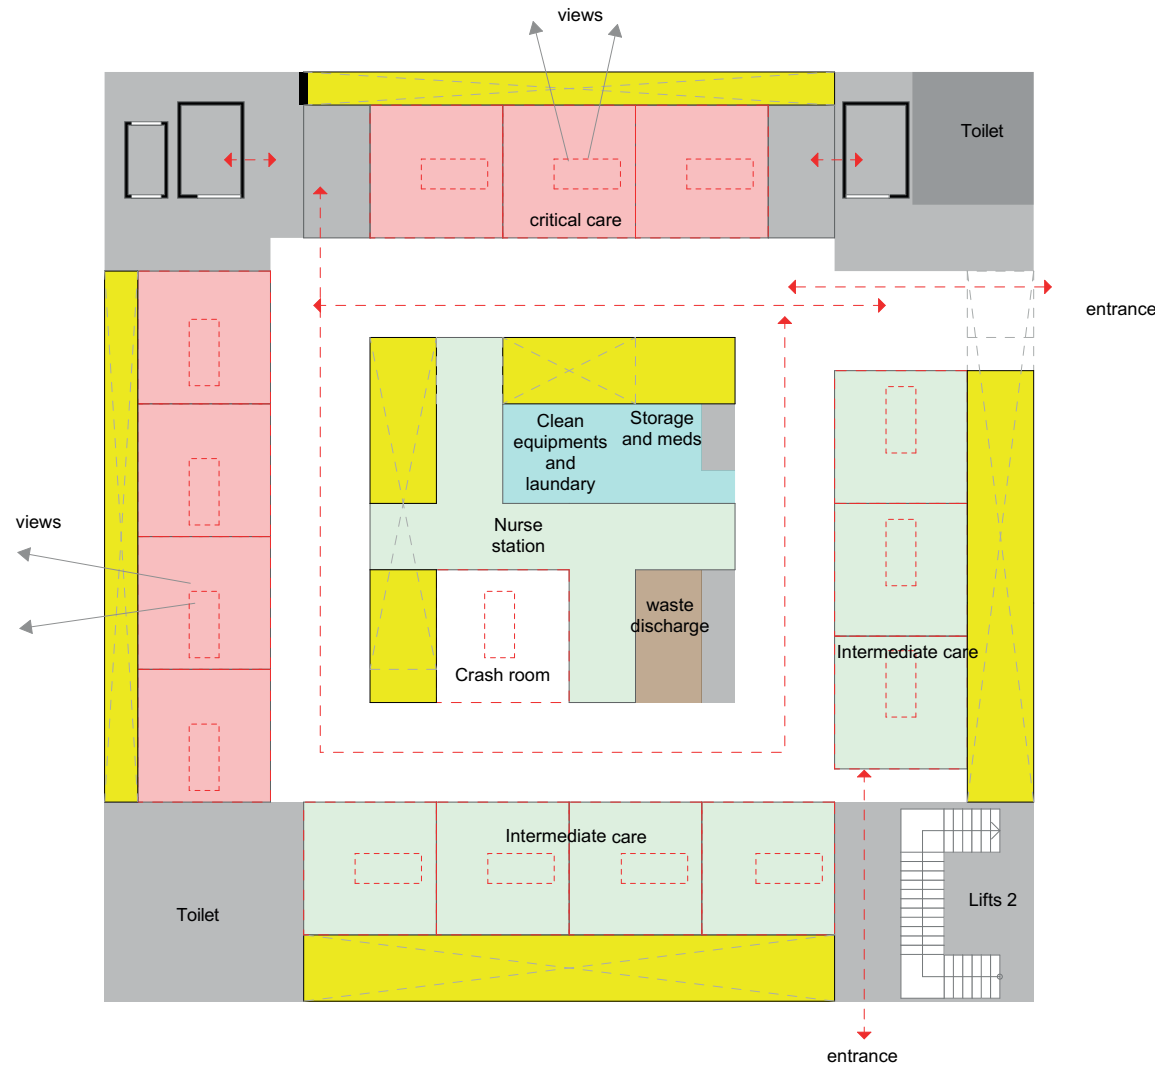 views
Toilet
critical care
entrance
Clean
equipments
and
laundary
Storage
and meds
views
Nurse
station
waste
discharge
Intermediate care
Crash room
Intermediate care
Toilet
Lifts 2
entrance